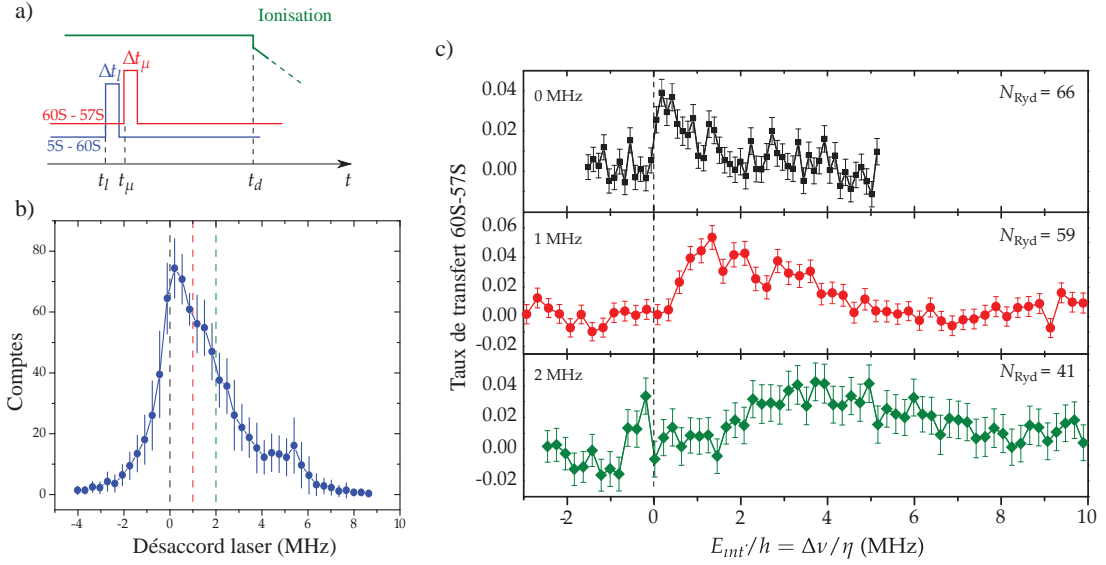 a)
Ionisation
Δt_l
Δt_μ
60S - 57S
5S - 60S
t_l
t_μ
t_d
t
b)
Comptes
80
60
40
20
0
-4
-2
0
2
4
6
8
10
Désaccord laser (MHz)
c)
Taux de transfert 60S-57S
0 MHz
N_Ryd = 66
0.04
0.02
0.00
1 MHz
N_Ryd = 59
0.06
0.04
0.02
0.00
-0.02
2 MHz
N_Ryd = 41
0.04
0.02
0.00
-0.02
-2
0
2
4
6
8
10
E_int/h = Δν/η (MHz)